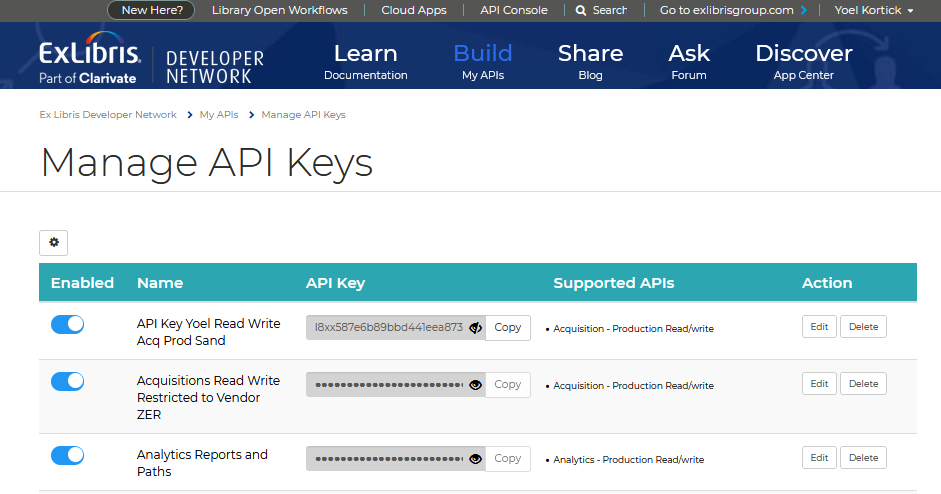 New Here? Library Open Workflows Cloud Apps API Console Search Go to exlibrisgroup.com Yoel Kortick
ExLibris
Part of Clarivate
DEVELOPER
NETWORK
Learn Build Share Ask Discover
Documentation My APIs Blog Forum App Center
Ex Libris Developer Network My APIs Manage API Keys
Manage API Keys
Enabled Name API Key Supported APIs Action
API Key Yoel Read Write
Acq Prod Sand
l8xx587e6b89bbd441eea873 Copy
• Acquisition - Production Read/write
Edit Delete
Acquisitions Read Write
Restricted to Vendor
ZER
Copy
• Acquisition - Production Read/write
Edit Delete
Analytics Reports and
Paths
Copy
• Analytics - Production Read/write
Edit Delete